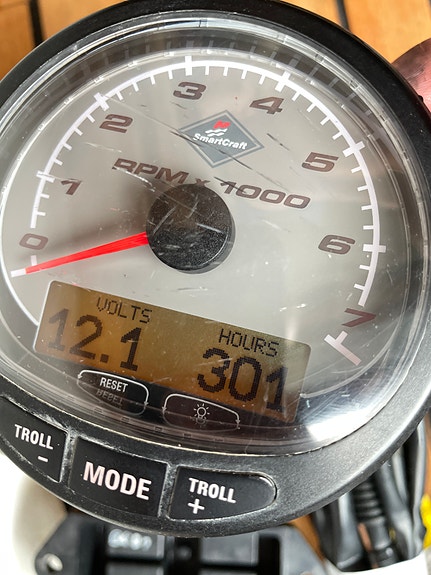 3
4
2
SmartCraft
5
1
RPM x 1000
0
6
7
VOLTS
HOURS
12.1
301
RESET
TROLL
-
MODE
TROLL
+